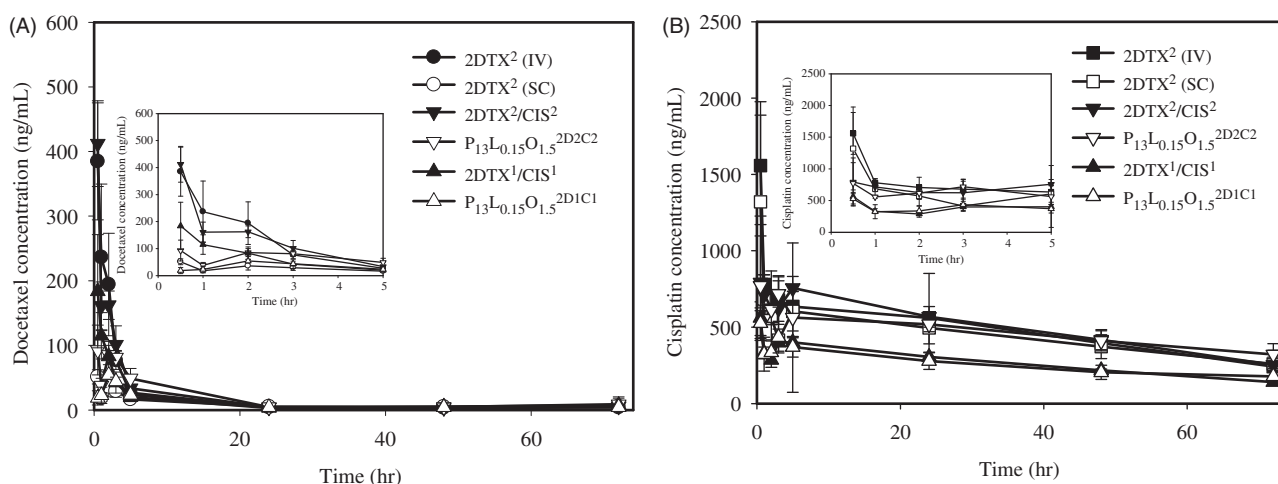 (A)
Docetaxel concentration (ng/mL)
600
500
400
300
200
100
0
0 20 40 60
Time (hr)
2DTX² (IV)
2DTX² (SC)
2DTX²/CIS²
P₁₃L₀.₁₅O₁.₅²ᴰ²ᶜ²
2DTX¹/CIS¹
P₁₃L₀.₁₅O₁.₅²ᴰ¹ᶜ¹
Docetaxel concentration (ng/mL)
600
500
400
300
200
100
0
0 1 2 3 4 5
Time (hr)
(B)
Cisplatin concentration (ng/mL)
2500
2000
1500
1000
500
0
0 20 40 60
Time (hr)
2DTX² (IV)
2DTX² (SC)
2DTX²/CIS²
P₁₃L₀.₁₅O₁.₅²ᴰ²ᶜ²
2DTX¹/CIS¹
P₁₃L₀.₁₅O₁.₅²ᴰ¹ᶜ¹
Cisplatin concentration (ng/mL)
2500
2000
1500
1000
500
0
0 1 2 3 4 5
Time (hr)